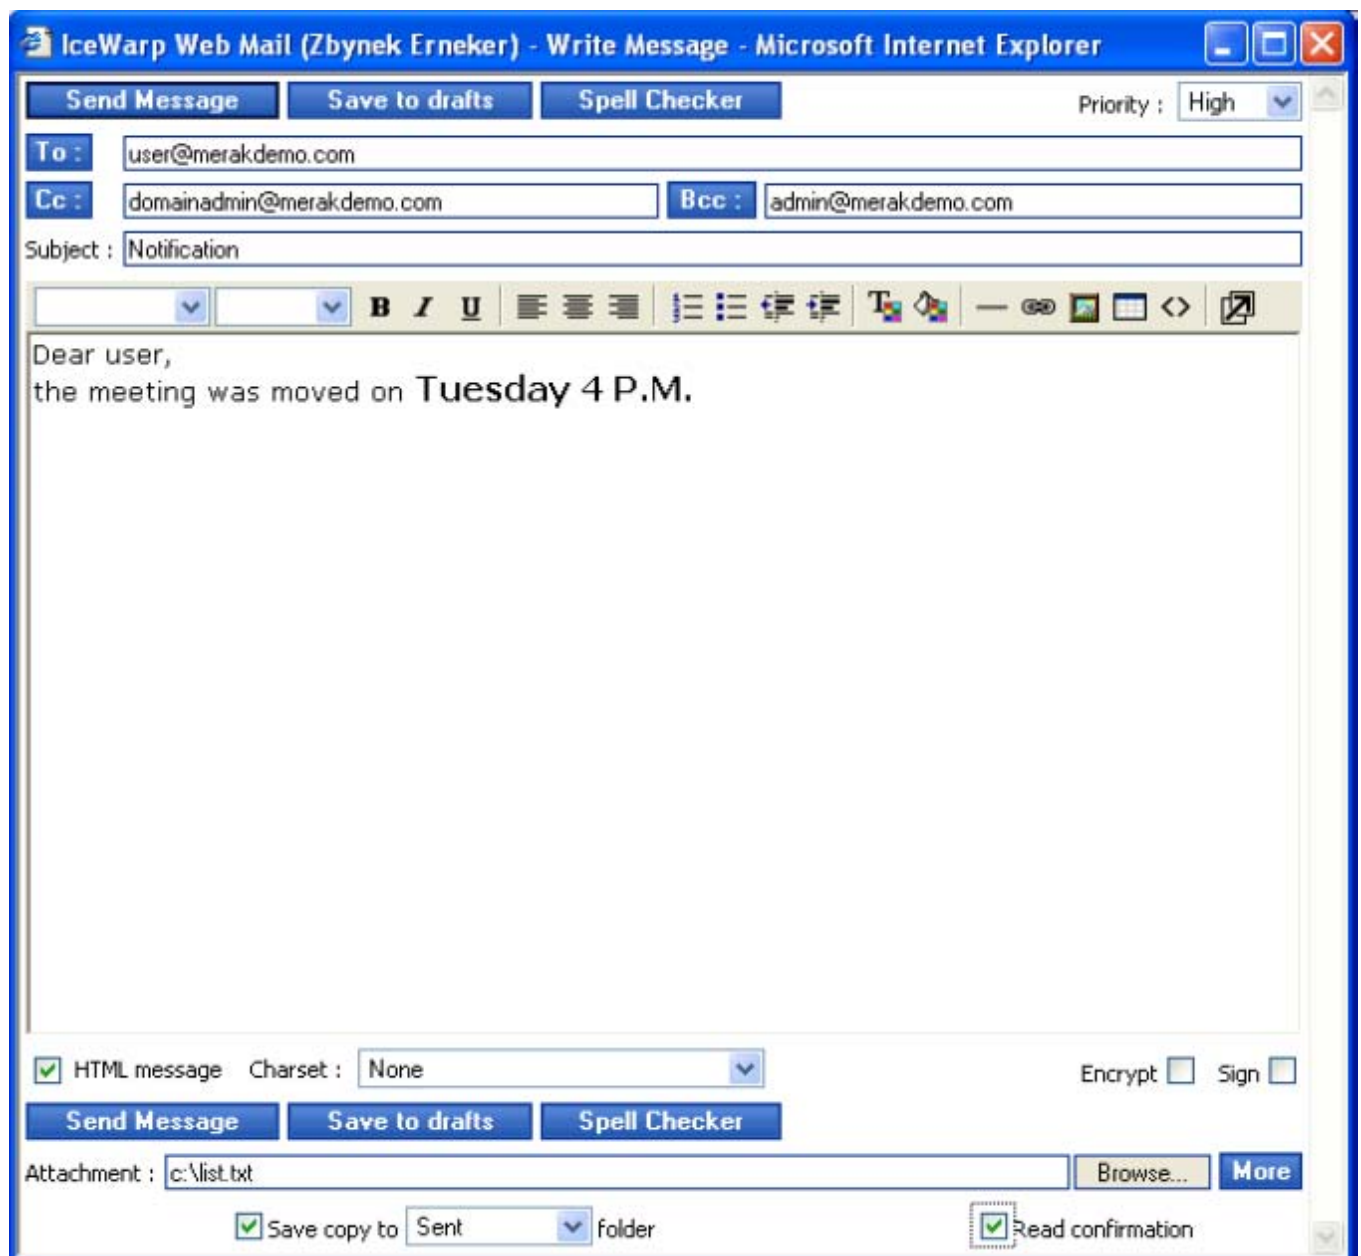 IceWarp Web Mail (Zbynek Erneker) - Write Message - Microsoft Internet Explorer
Send Message Save to drafts Spell Checker Priority : High
To : user@merakdemo.com
Cc : domainadmin@merakdemo.com Bcc : admin@merakdemo.com
Subject : Notification
B I U
Dear user,
the meeting was moved on Tuesday 4 P.M.
HTML message Charset : None Encrypt Sign
Send Message Save to drafts Spell Checker
Attachment : c:\list.txt Browse... More
Save copy to Sent folder Read confirmation